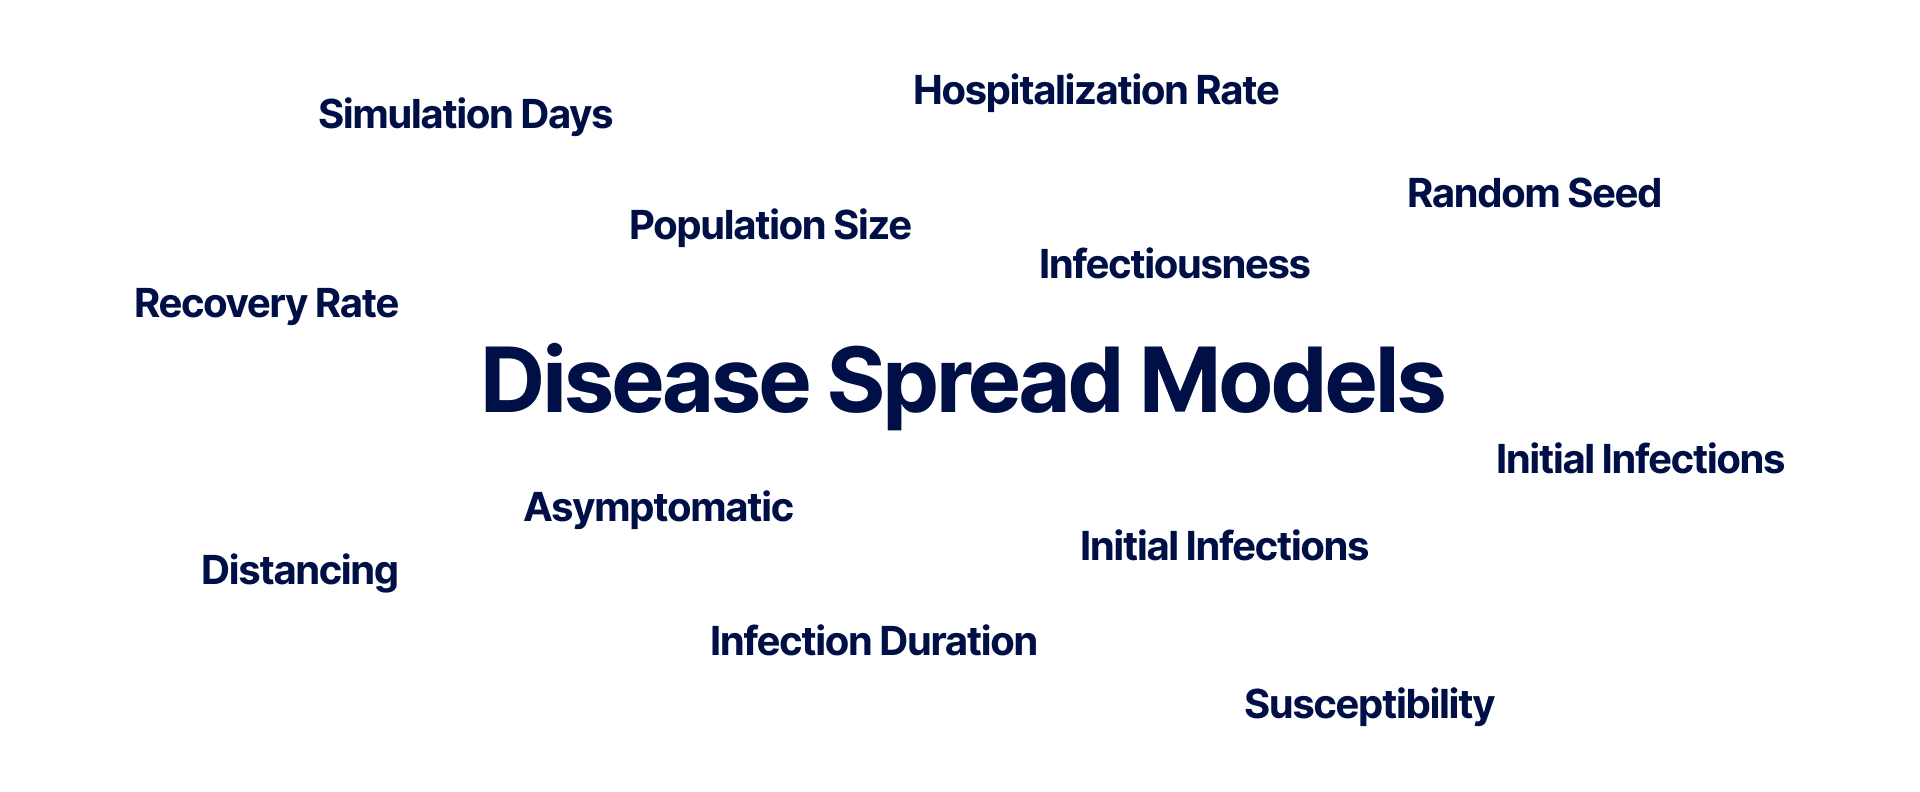 Hospitalization Rate
Simulation Days
Random Seed
Population Size
Infectiousness
Recovery Rate
Disease Spread Models
Initial Infections
Asymptomatic
Initial Infections
Distancing
Infection Duration
Susceptibility